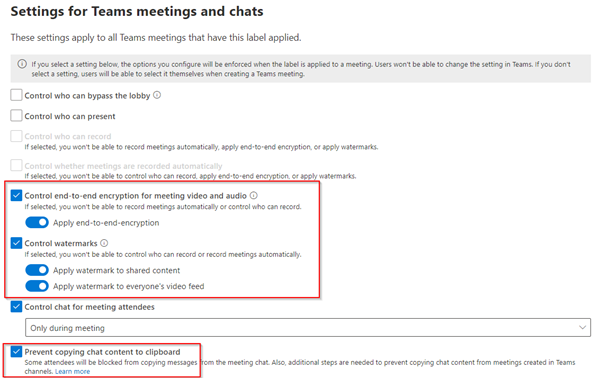 Settings for Teams meetings and chats
These settings apply to all Teams meetings that have this label applied.
If you select a setting below, the options you configure will be enforced when the label is applied to a meeting. Users won't be able to change the setting in Teams. If you don't
select a setting, users will be able to select it themselves when creating a Teams meeting.
Control who can bypass the lobby
Control who can present
Control who can record
If selected, you won't be able to record meetings automatically, apply end-to-end encryption, or apply watermarks.
Control whether meetings are recorded automatically
If selected, you won't be able to control who can record, apply end-to-end encryption, or apply watermarks.
Control end-to-end encryption for meeting video and audio
If selected, you won't be able to record meetings automatically or control who can record.
Apply end-to-end-encryption
Control watermarks
If selected, you won't be able to control who can record or record meetings automatically.
Apply watermark to shared content
Apply watermark to everyone's video feed
Control chat for meeting attendees
Only during meeting
Prevent copying chat content to clipboard
Some attendees will be blocked from copying messages from the meeting chat. Also, additional steps are needed to prevent copying chat content from meetings created in Teams
channels. Learn more